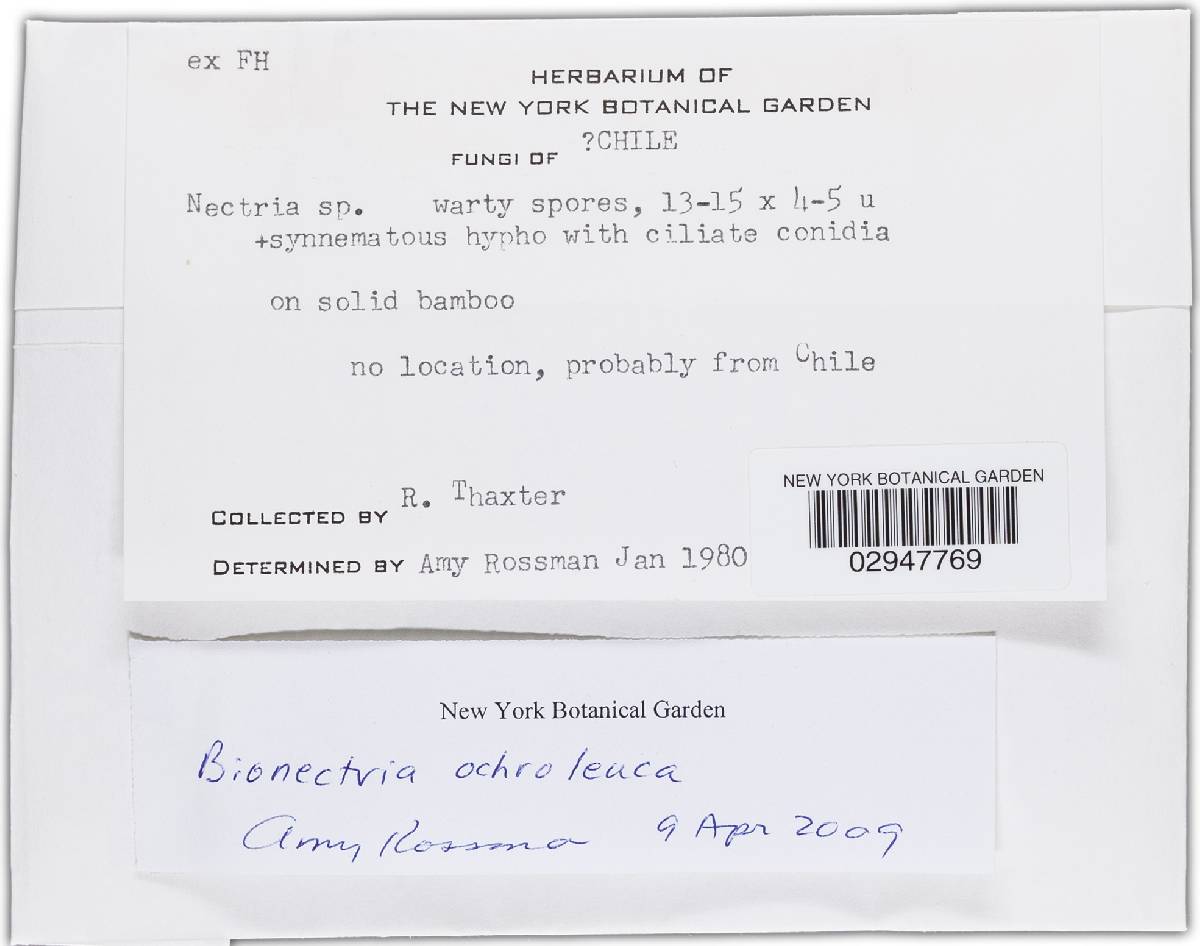 ex FH
HERBARIUM OF
THE NEW YORK BOTANICAL GARDEN
FUNGI OF ?CHILE
Nectria sp. warty spores, 13-15 x 4-5 u
+synnematous hypho with ciliate conidia
on solid bamboo
no location, probably from Chile
COLLECTED BY R. Thaxter
DETERMINED BY Amy Rossman Jan 1980
NEW YORK BOTANICAL GARDEN
02947769
New York Botanical Garden
Bionectria ochroleuca
Amy Rossman 9 Apr 2009